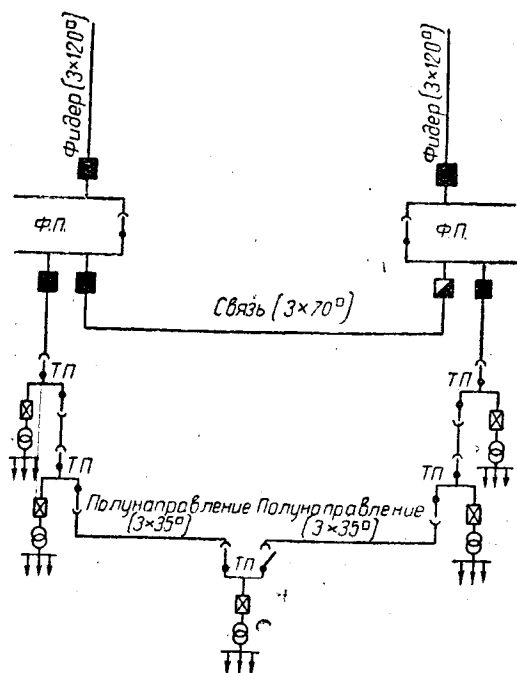 Фидер (3×120□)
Фидер (3×120□)
Ф.П.
Ф.П.
Связь (3×70□)
ТП
ТП
ТП
ТП
Полунаправление Полунаправление
(3×35□) (3×35□)
ТП